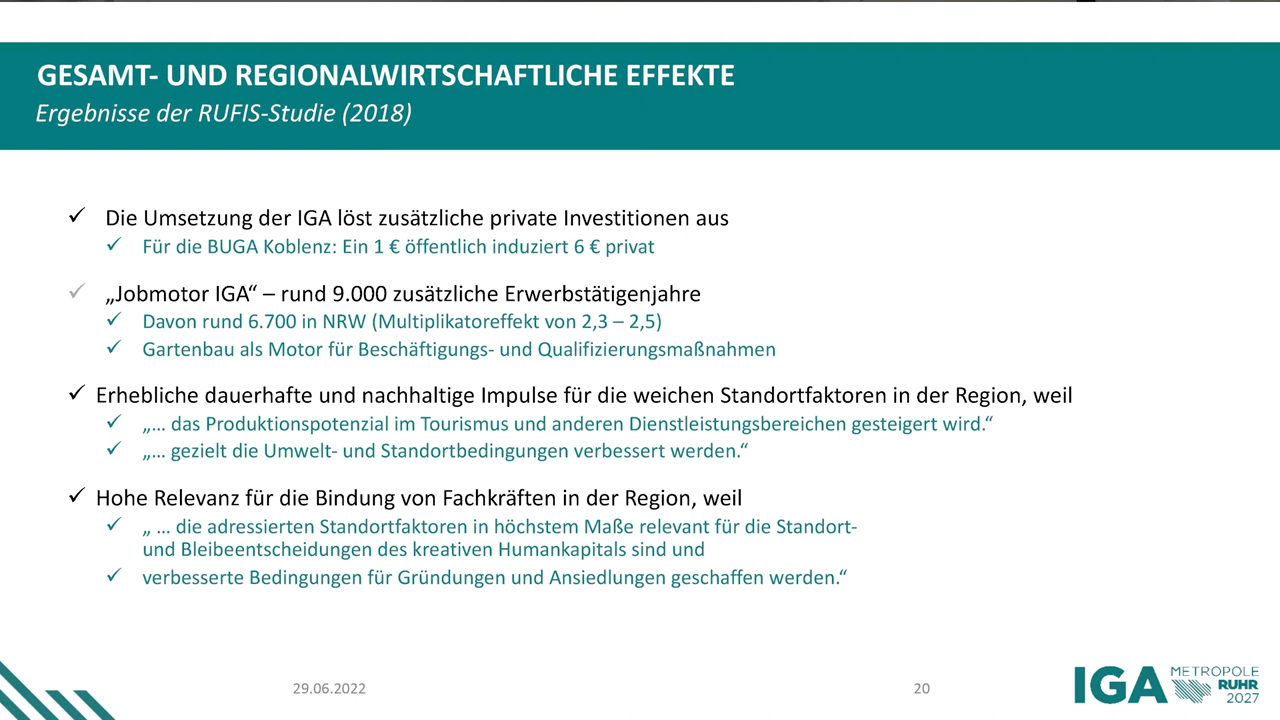 GESAMT- UND REGIONALWIRTSCHAFTLICHE EFFEKTE
Ergebnisse der RUFIS-Studie (2018)
Die Umsetzung der IGA löst zusätzliche private Investitionen aus
Für die BUGA Koblenz: Ein 1 € öffentlich induziert 6 € privat
„Jobmotor IGA“ – rund 9.000 zusätzliche Erwerbstätigenjahre
Davon rund 6.700 in NRW (Multiplikatoreffekt von 2,3 – 2,5)
Gartenbau als Motor für Beschäftigungs- und Qualifizierungsmaßnahmen
Erhebliche dauerhafte und nachhaltige Impulse für die weichen Standortfaktoren in der Region, weil
„… das Produktionspotenzial im Tourismus und anderen Dienstleistungsbereichen gesteigert wird.“
„… gezielt die Umwelt- und Standortbedingungen verbessert werden.“
Hohe Relevanz für die Bindung von Fachkräften in der Region, weil
„ … die adressierten Standortfaktoren in höchstem Maße relevant für die Standort-
und Bleibeentscheidungen des kreativen Humankapitals sind und
verbesserte Bedingungen für Gründungen und Ansiedlungen geschaffen werden.“
29.06.2022
20
IGA METROPOLE
RUHR
2027